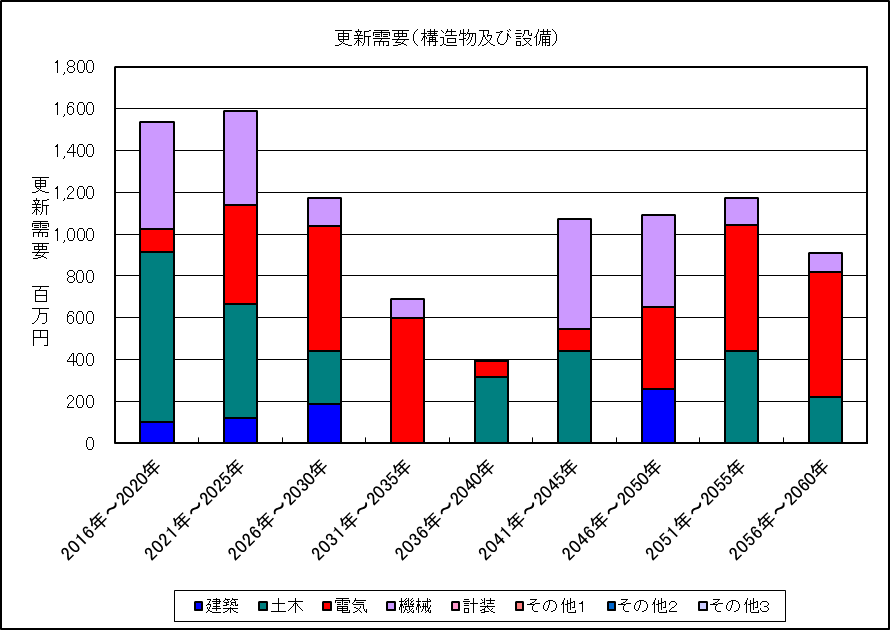 更新需要(構造物及び設備)
1,800
1,600
1,400
1,200
1,000
800
600
400
200
0
更新需要 百万円
2016年～2020年
2021年～2025年
2026年～2030年
2031年～2035年
2036年～2040年
2041年～2045年
2046年～2050年
2051年～2055年
2056年～2060年
建築 土木 電気 機械 計装 その他1 その他2 その他3